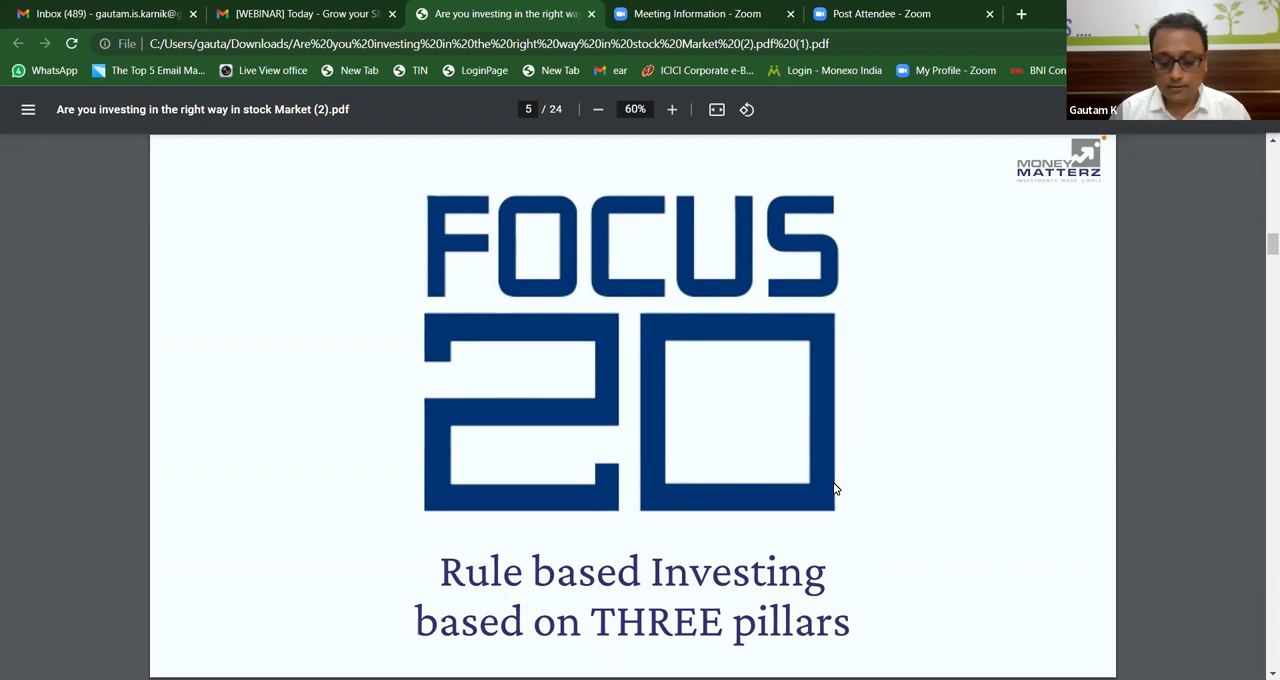 Inbox (489) - gautam.is.karnik@g
[WEBINAR] Today - Grow your SI
Are you investing in the right wa
Meeting Information - Zoom
Post Attendee - Zoom
File
C:/Users/gauta/Downloads/Are%20you%20investing%20in%20the%20right%20way%20in%20stock%20Market%20(2).pdf%20(1).pdf
WhatsApp
The Top 5 Email Ma...
Live View office
New Tab
TIN
LoginPage
New Tab
ear
ICICI Corporate e-B...
Login - Monexo India
My Profile - Zoom
BNI Con
Gautam K
Are you investing in the right way in stock Market (2).pdf
5 / 24
60%
MONEY
MATTERZ
INVESTMENTS MADE SIMPLE
FOCUS
20
Rule based Investing
based on THREE pillars